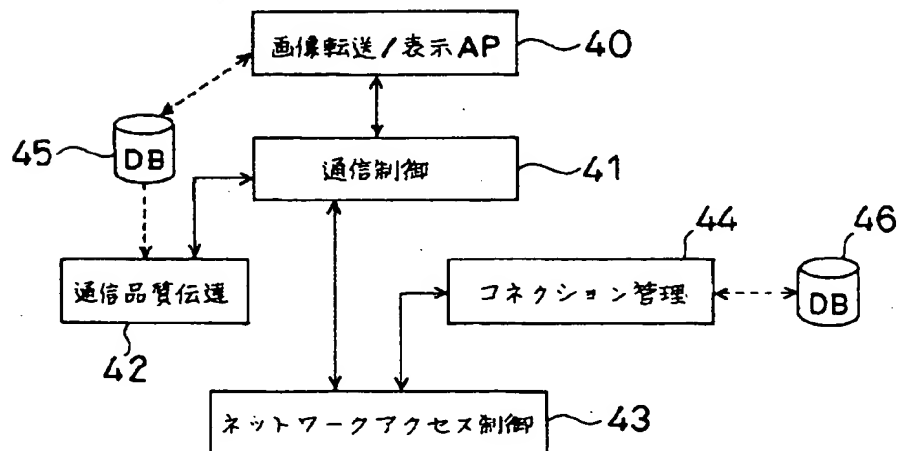 画像転送/表示AP
40
45
DB
通信制御
41
44
46
通信品質伝達
コネクション管理
DB
42
ネットワークアクセス制御
43